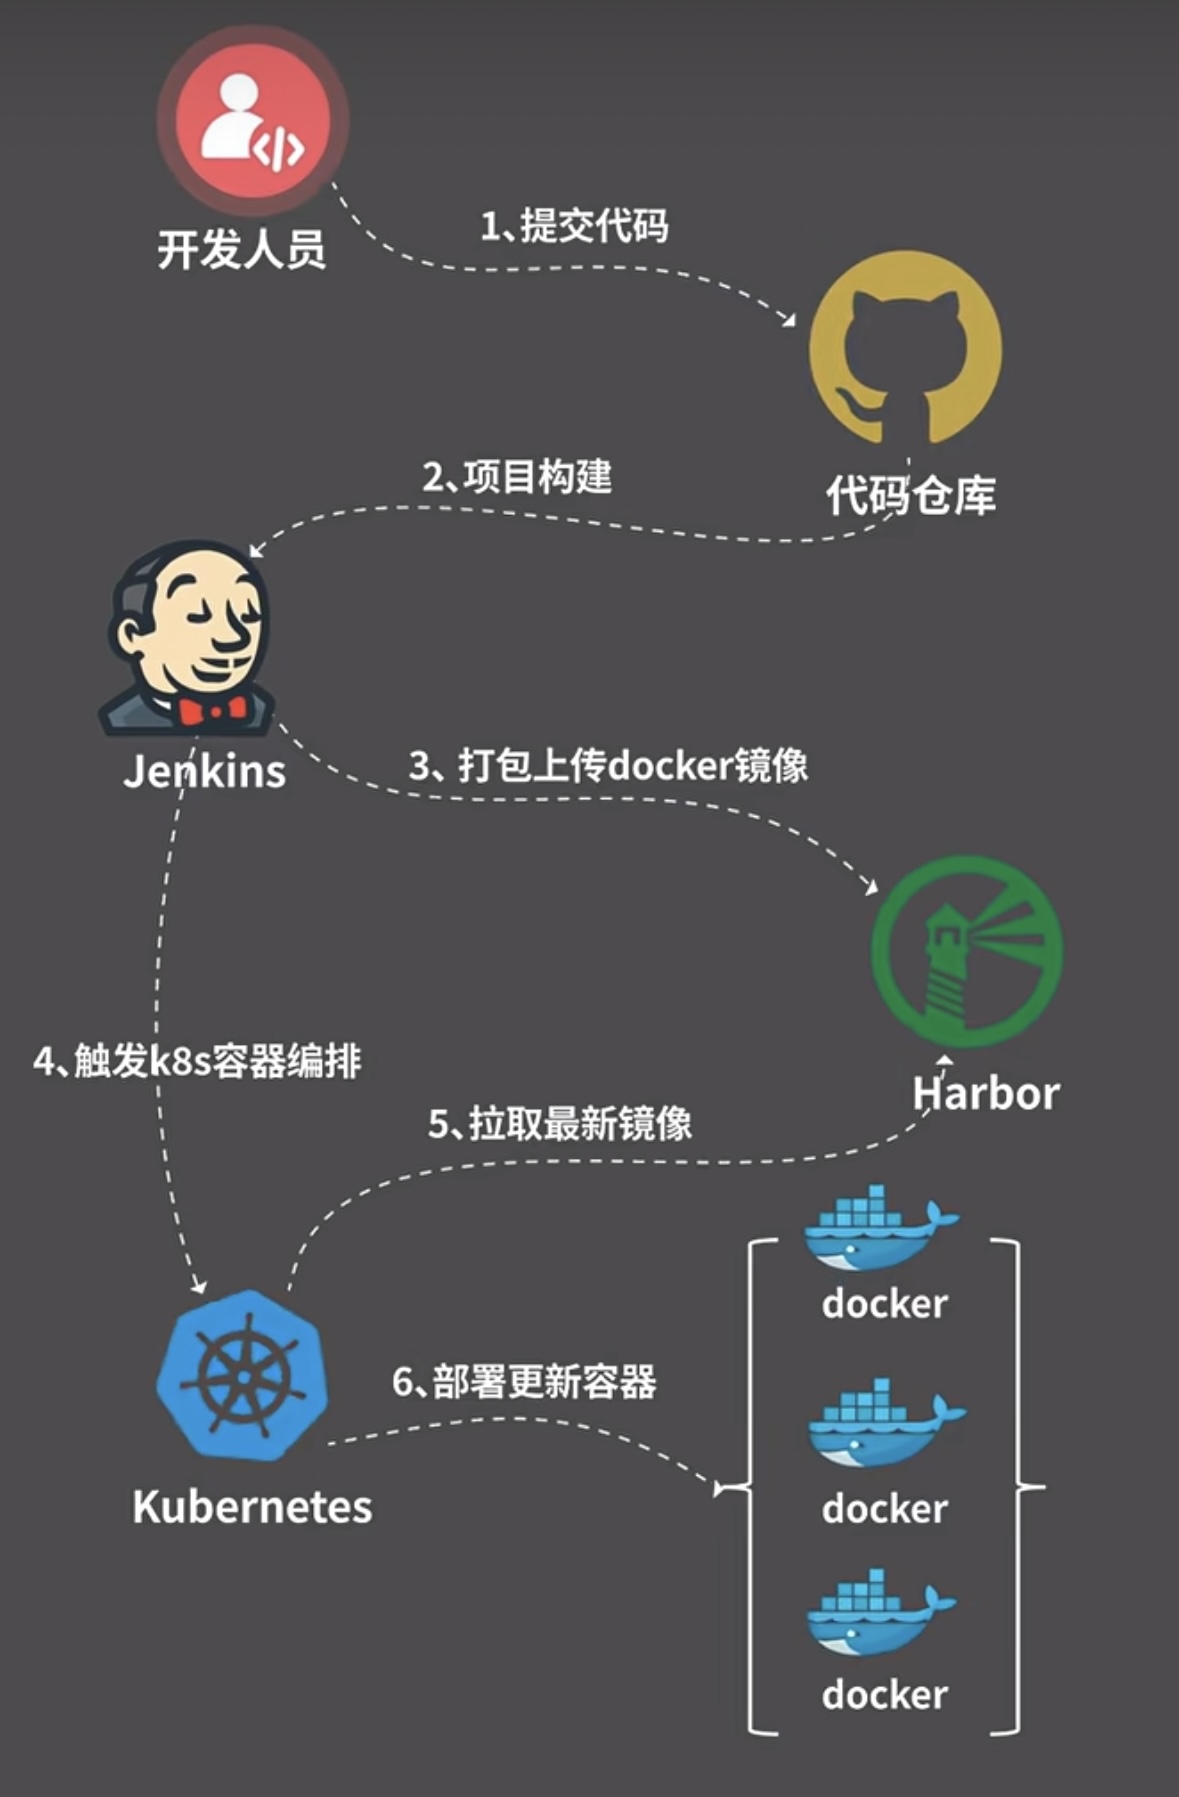 开发人员
1、提交代码
代码仓库
2、项目构建
Jenkins
3、打包上传docker镜像
Harbor
4、触发k8s容器编排
5、拉取最新镜像
docker
6、部署更新容器
Kubernetes
docker
docker